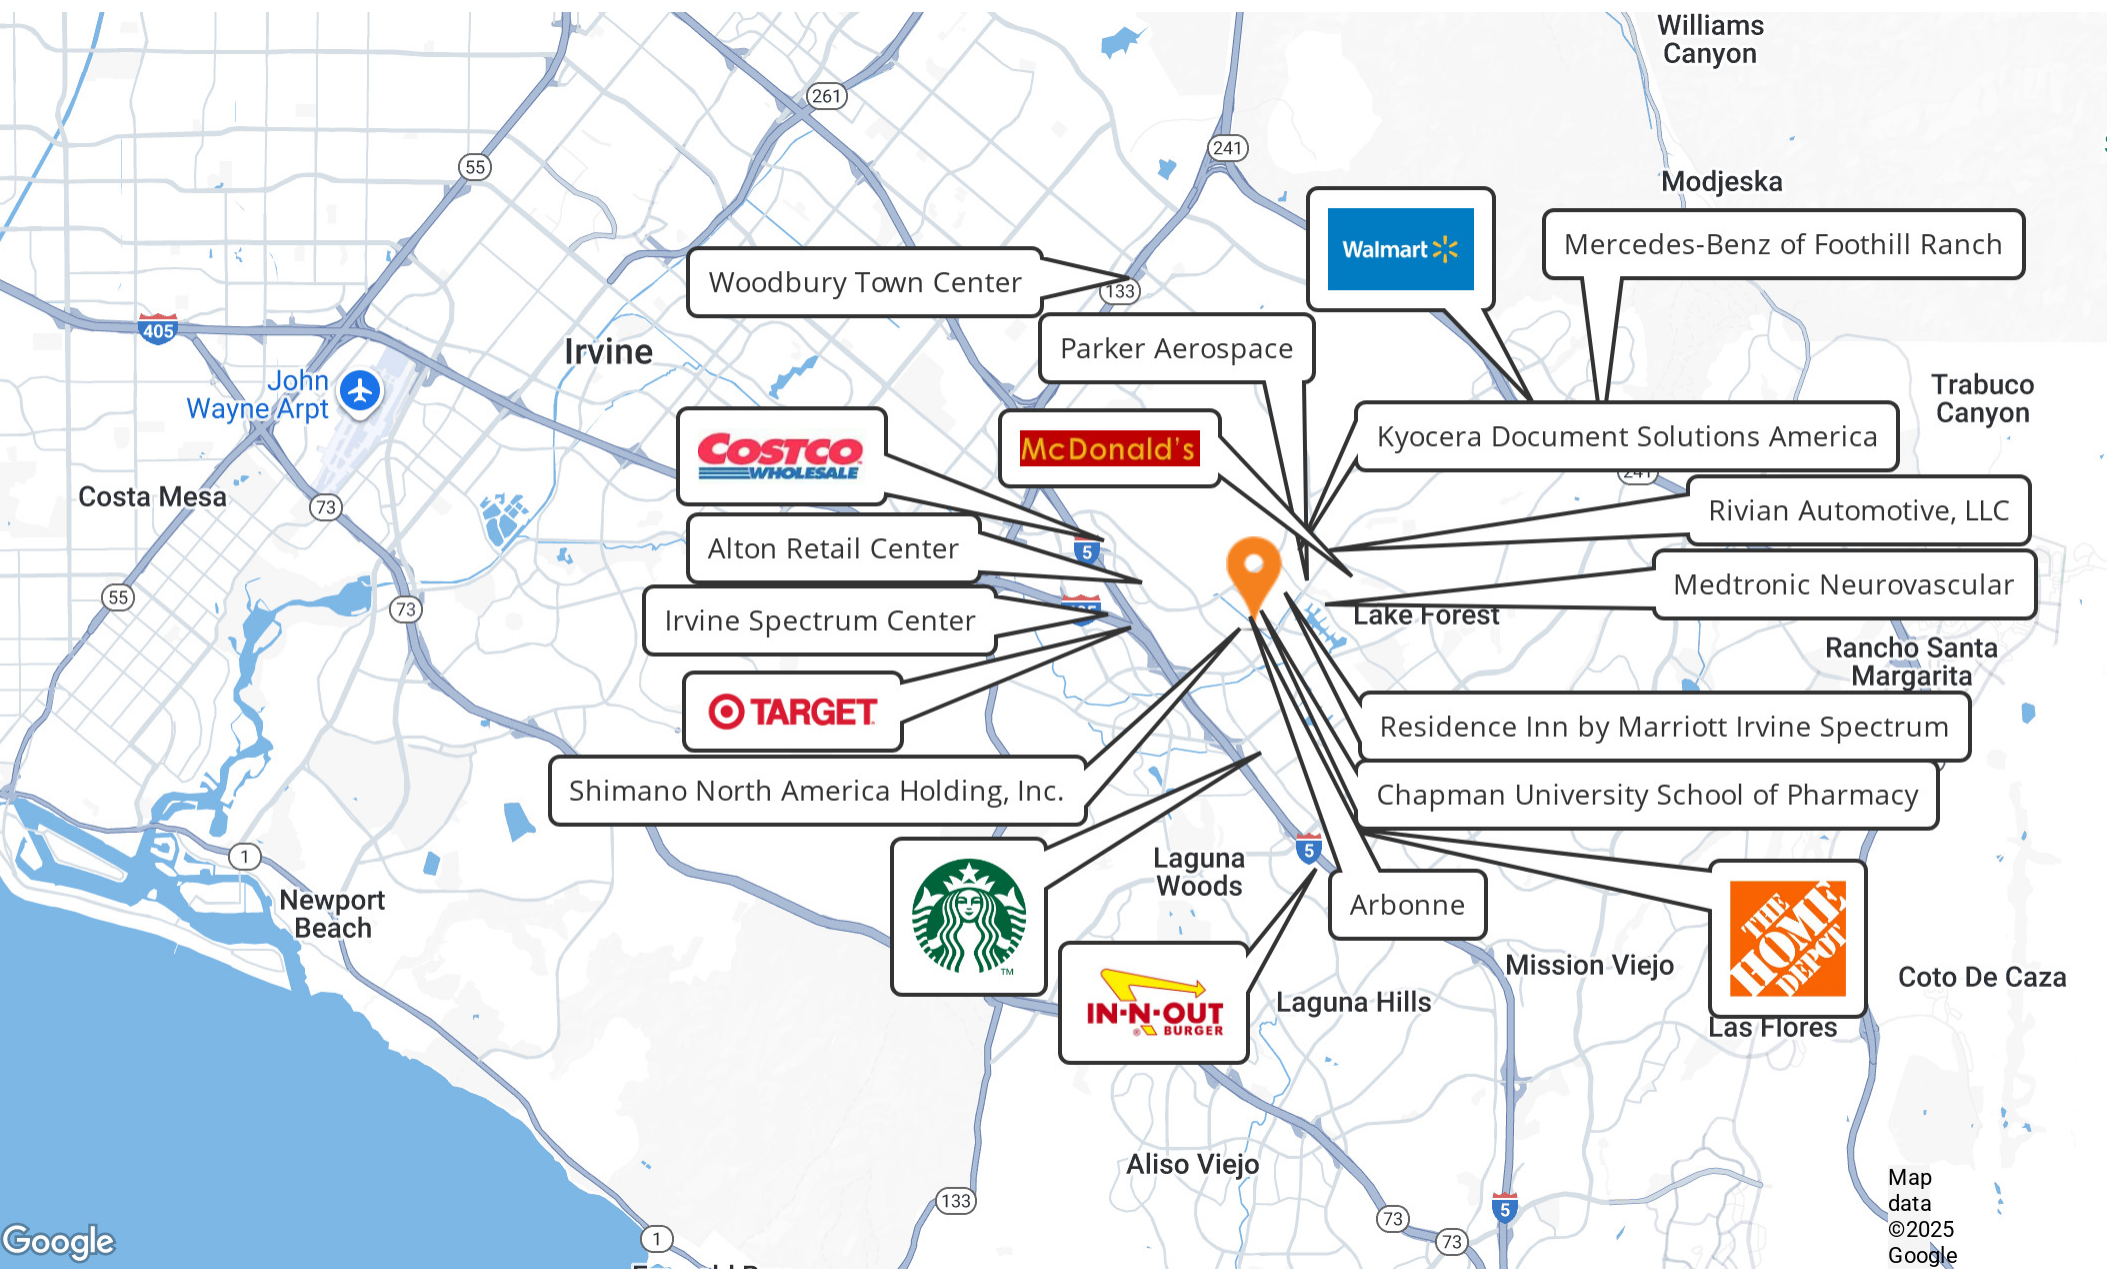 Williams
Canyon
261
55
241
Modjeska
Walmart
Mercedes-Benz of Foothill Ranch
Woodbury Town Center
133
405
Irvine
Parker Aerospace
John
Wayne Arpt
Trabuco
Canyon
COSTCO
WHOLESALE
McDonald's
Kyocera Document Solutions America
241
Costa Mesa
73
Rivian Automotive, LLC
Alton Retail Center
5
Medtronic Neurovascular
55
73
Irvine Spectrum Center
Lake Forest
Rancho Santa
Margarita
TARGET
Residence Inn by Marriott Irvine Spectrum
Shimano North America Holding, Inc.
Chapman University School of Pharmacy
1
5
Laguna
Woods
Newport
Beach
Arbonne
THE
HOME
DEPOT
TM
Mission Viejo
Coto De Caza
IN-N-OUT
® BURGER
Laguna Hills
Las Flores
Aliso Viejo
133
73
5
73
1
Map
data
©2025
Google
Google